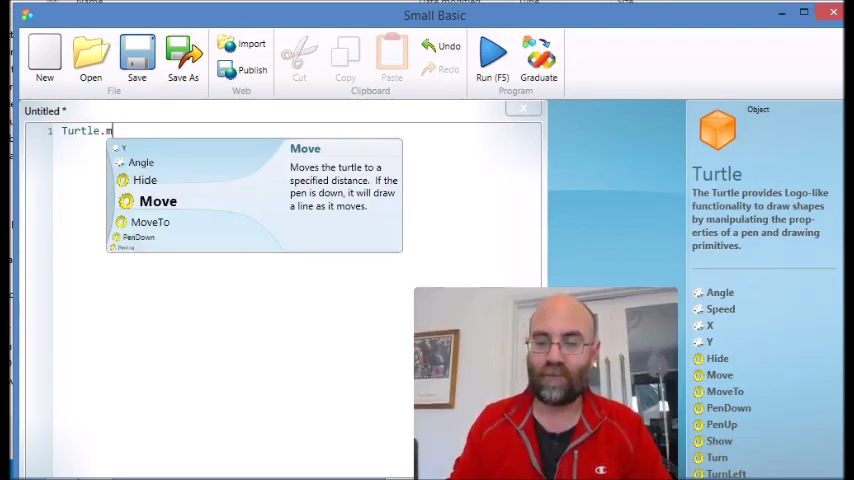 Small Basic
New
Open
Save
Save As
Import
Publish
Cut
Copy
Paste
Undo
Redo
Run (F5)
Graduate
File
Web
Clipboard
Program
Untitled *
X
1 Turtle.m
Y
Angle
Hide
Move
MoveTo
PenDown
PenUp
Move
Moves the turtle to a
specified distance. If the
pen is down, it will draw
a line as it moves.
Object
Turtle
The Turtle provides Logo-like
functionality to draw shapes
by manipulating the prop-
erties of a pen and drawing
primitives.
Angle
Speed
X
Y
Hide
Move
MoveTo
PenDown
PenUp
Show
Turn
TurnLeft